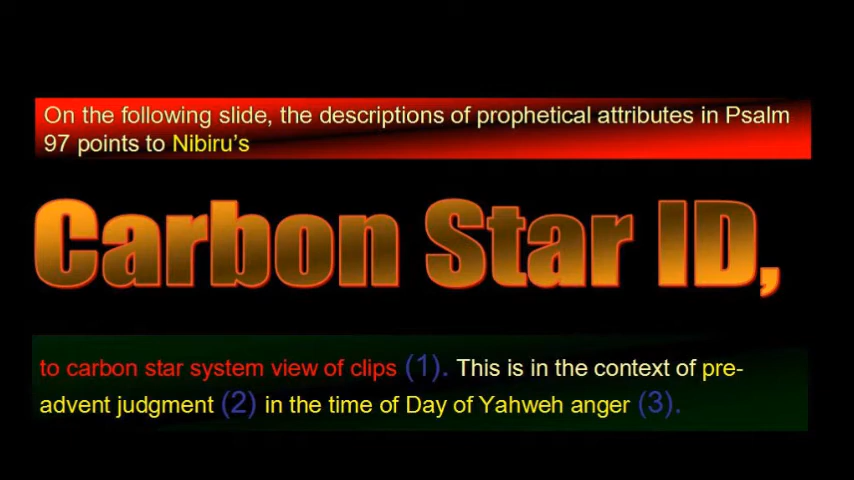 On the following slide, the descriptions of prophetical attributes in Psalm
97 points to Nibiru’s
Carbon Star ID,
to carbon star system view of clips (1). This is in the context of pre-
advent judgment (2) in the time of Day of Yahweh anger (3).